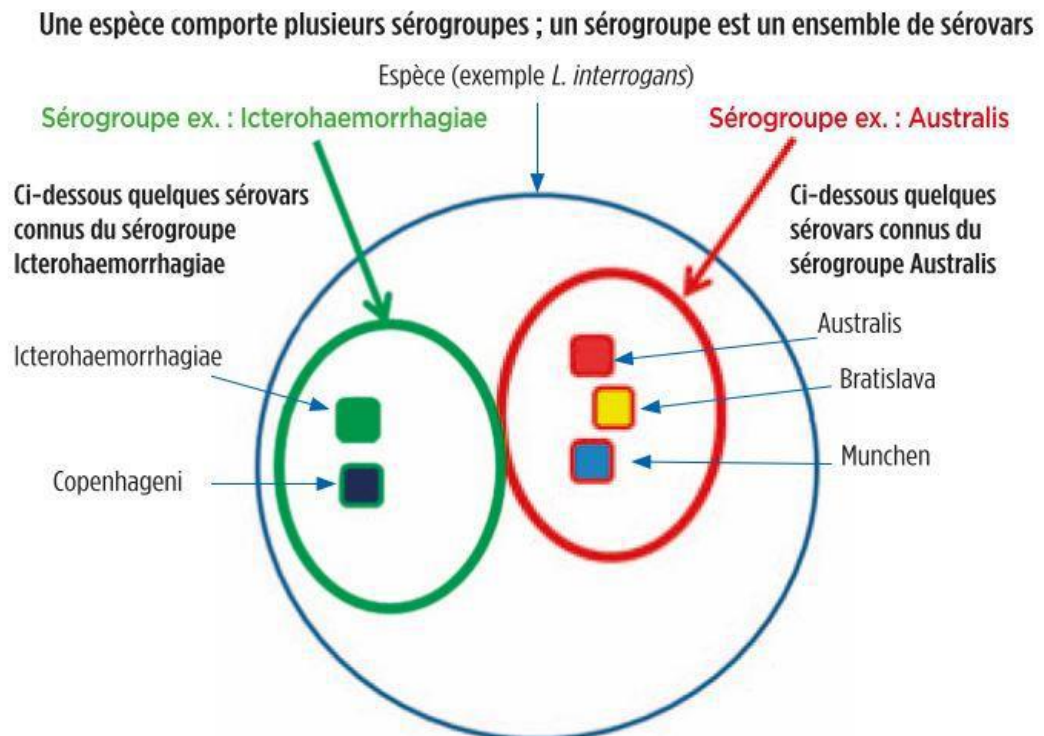 Une espèce comporte plusieurs sérogroupes ; un sérogroupe est un ensemble de sérovars
Espèce (exemple L. interrogans)
Sérogroupe ex. : Icterohaemorrhagiae
Sérogroupe ex. : Australis
Ci-dessous quelques sérovars
connus du sérogroupe
Icterohaemorrhagiae
Ci-dessous quelques
sérovars connus du
sérogroupe Australis
Icterohaemorrhagiae
Copenhageni
Australis
Bratislava
Munchen